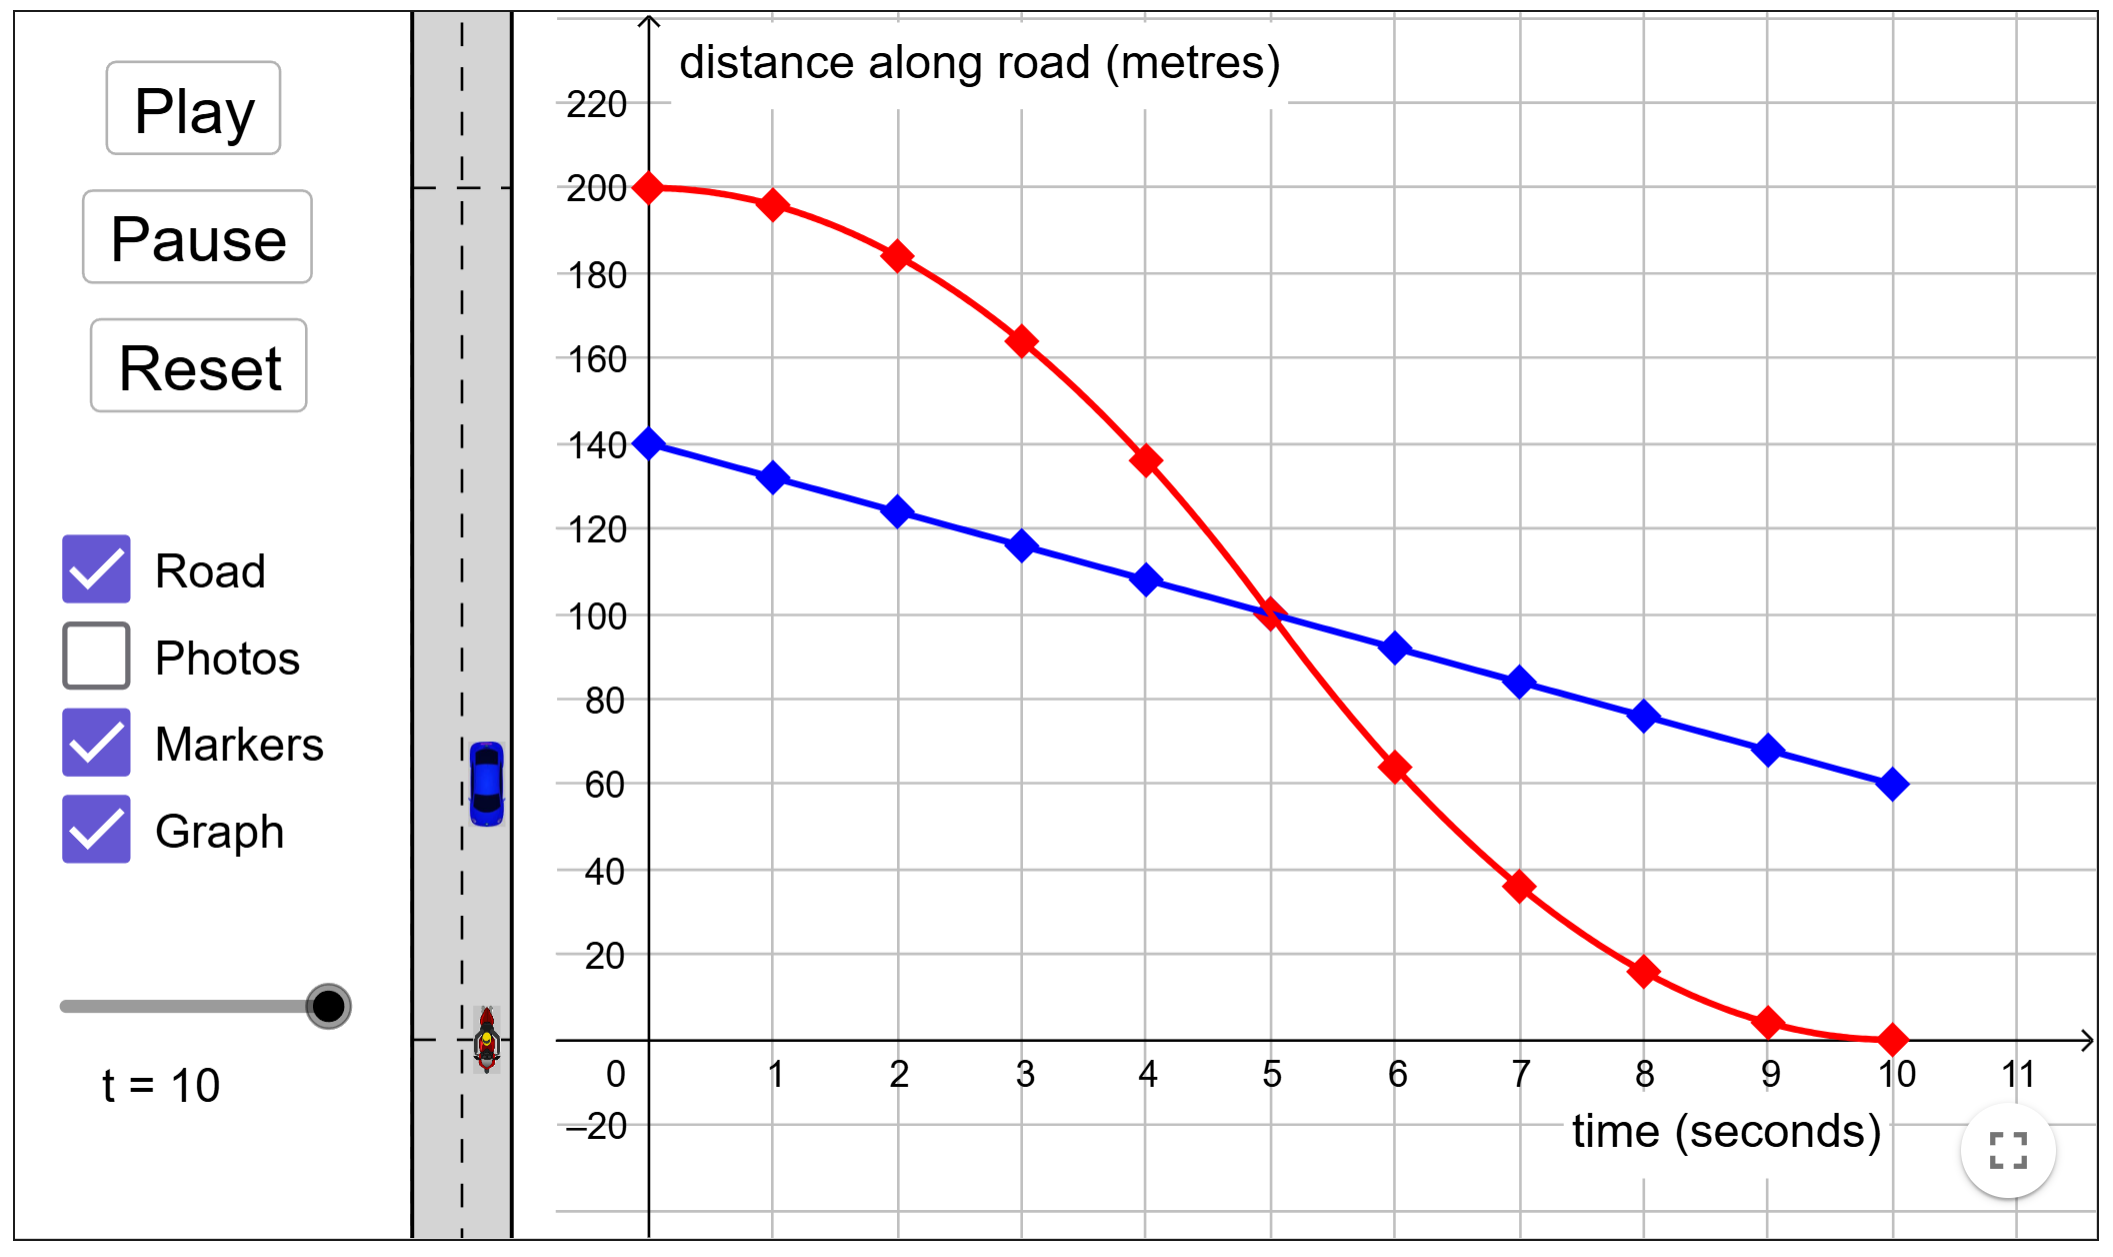 Play
Pause
Reset
Road
Photos
Markers
Graph
t = 10
distance along road (metres)
220
200
180
160
140
120
100
80
60
40
20
0 1 2 3 4 5 6 7 8 9 10 11
–20
time (seconds)